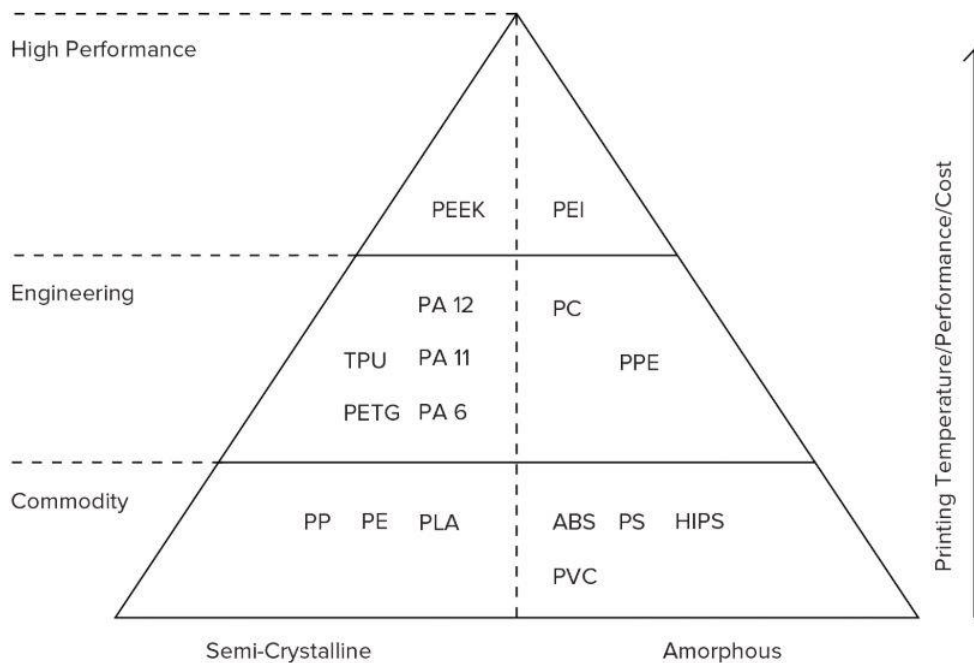 High Performance
PEEK PEI
Engineering
PA 12 PC
TPU PA 11 PPE
PETG PA 6
Commodity
PP PE PLA ABS PS HIPS
PVC
Semi-Crystalline Amorphous
Printing Temperature/Performance/Cost